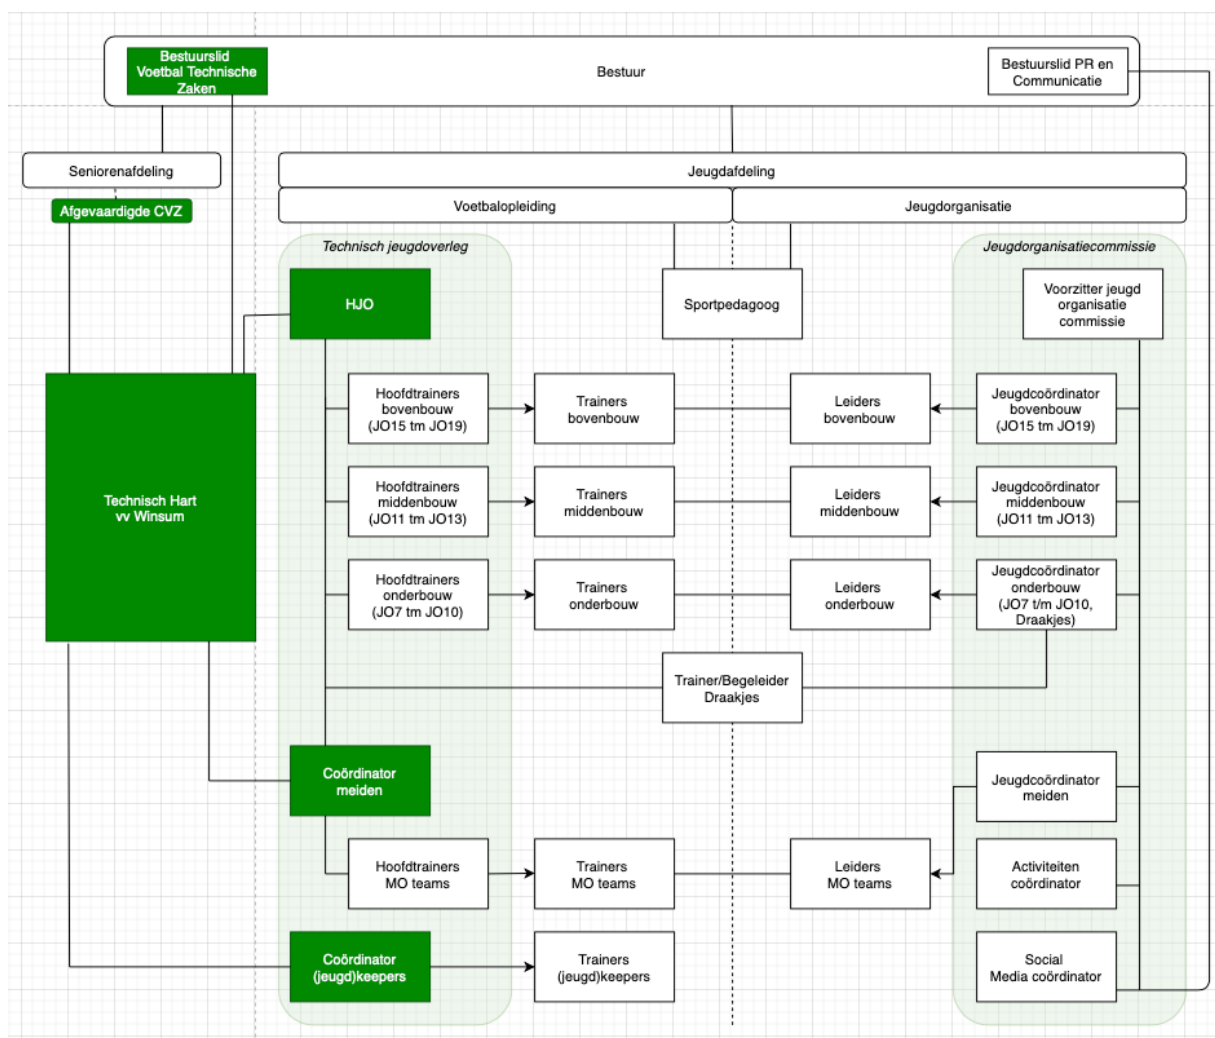 Bestuurslid
Voetbal Technische
Zaken
Bestuur
Bestuurslid PR en
Communicatie
Seniorenafdeling
Afgevaardigde CVZ
Jeugdafdeling
Voetbalopleiding
Jeugdorganisatie
Technisch jeugdoverleg
Jeugdorganisatiecommissie
HJO
Sportpedagoog
Voorzitter jeugd
organisatie
commissie
Technisch Hart
vv Winsum
Hoofdtrainers
bovenbouw
(JO15 tm JO19)
Trainers
bovenbouw
Leiders
bovenbouw
Jeugdcoördinator
bovenbouw
(JO15 tm JO19)
Hoofdtrainers
middenbouw
(JO11 tm JO13)
Trainers
middenbouw
Leiders
middenbouw
Jeugdcoördinator
middenbouw
(JO11 tm JO13)
Hoofdtrainers
onderbouw
(JO7 tm JO10)
Trainers
onderbouw
Leiders
onderbouw
Jeugdcoördinator
onderbouw
(JO7 t/m JO10,
Draakjes)
Trainer/Begeleider
Draakjes
Coördinator
meiden
Jeugdcoördinator
meiden
Hoofdtrainers
MO teams
Trainers
MO teams
Leiders
MO teams
Activiteiten
coördinator
Coördinator
(jeugd)keepers
Trainers
(jeugd)keepers
Social
Media coördinator